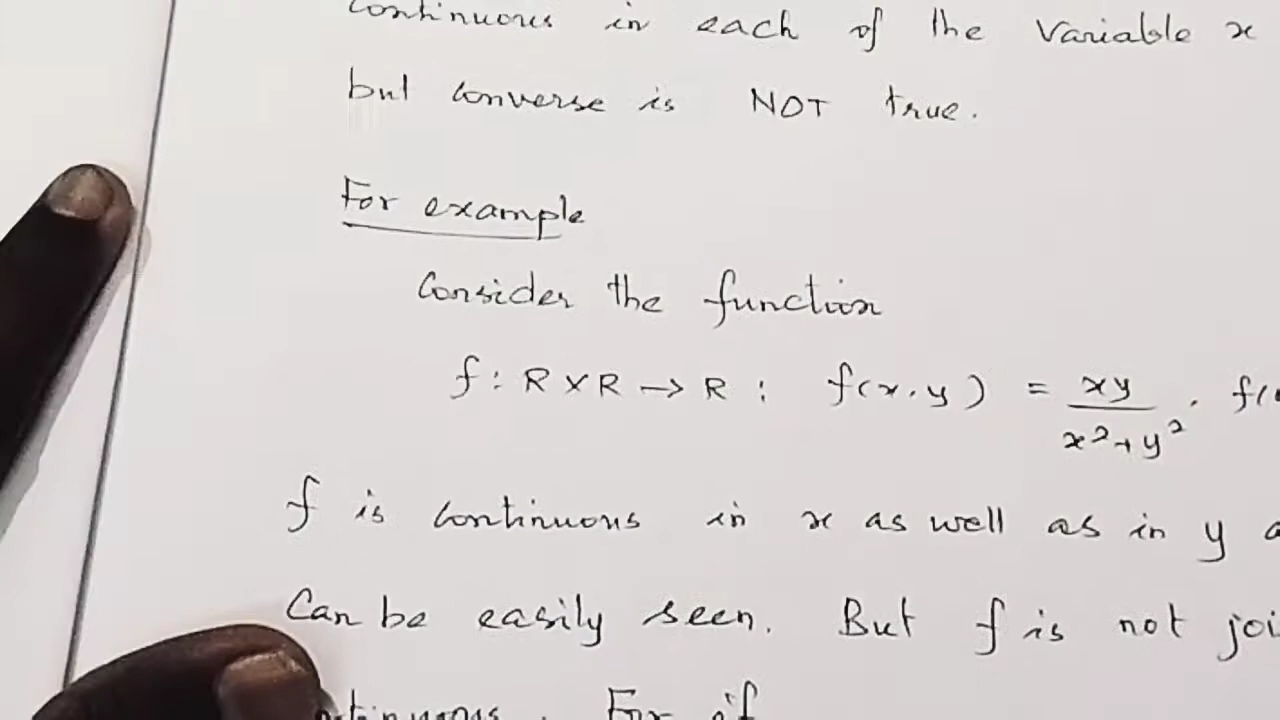 continuous in each of the variable x
but converse is NOT true.
For example
Consider the function
f : R X R → R : f(x, y) = xy / x² + y² , f(
f is continuous in x as well as in y a
Can be easily seen. But f is not joi
For if